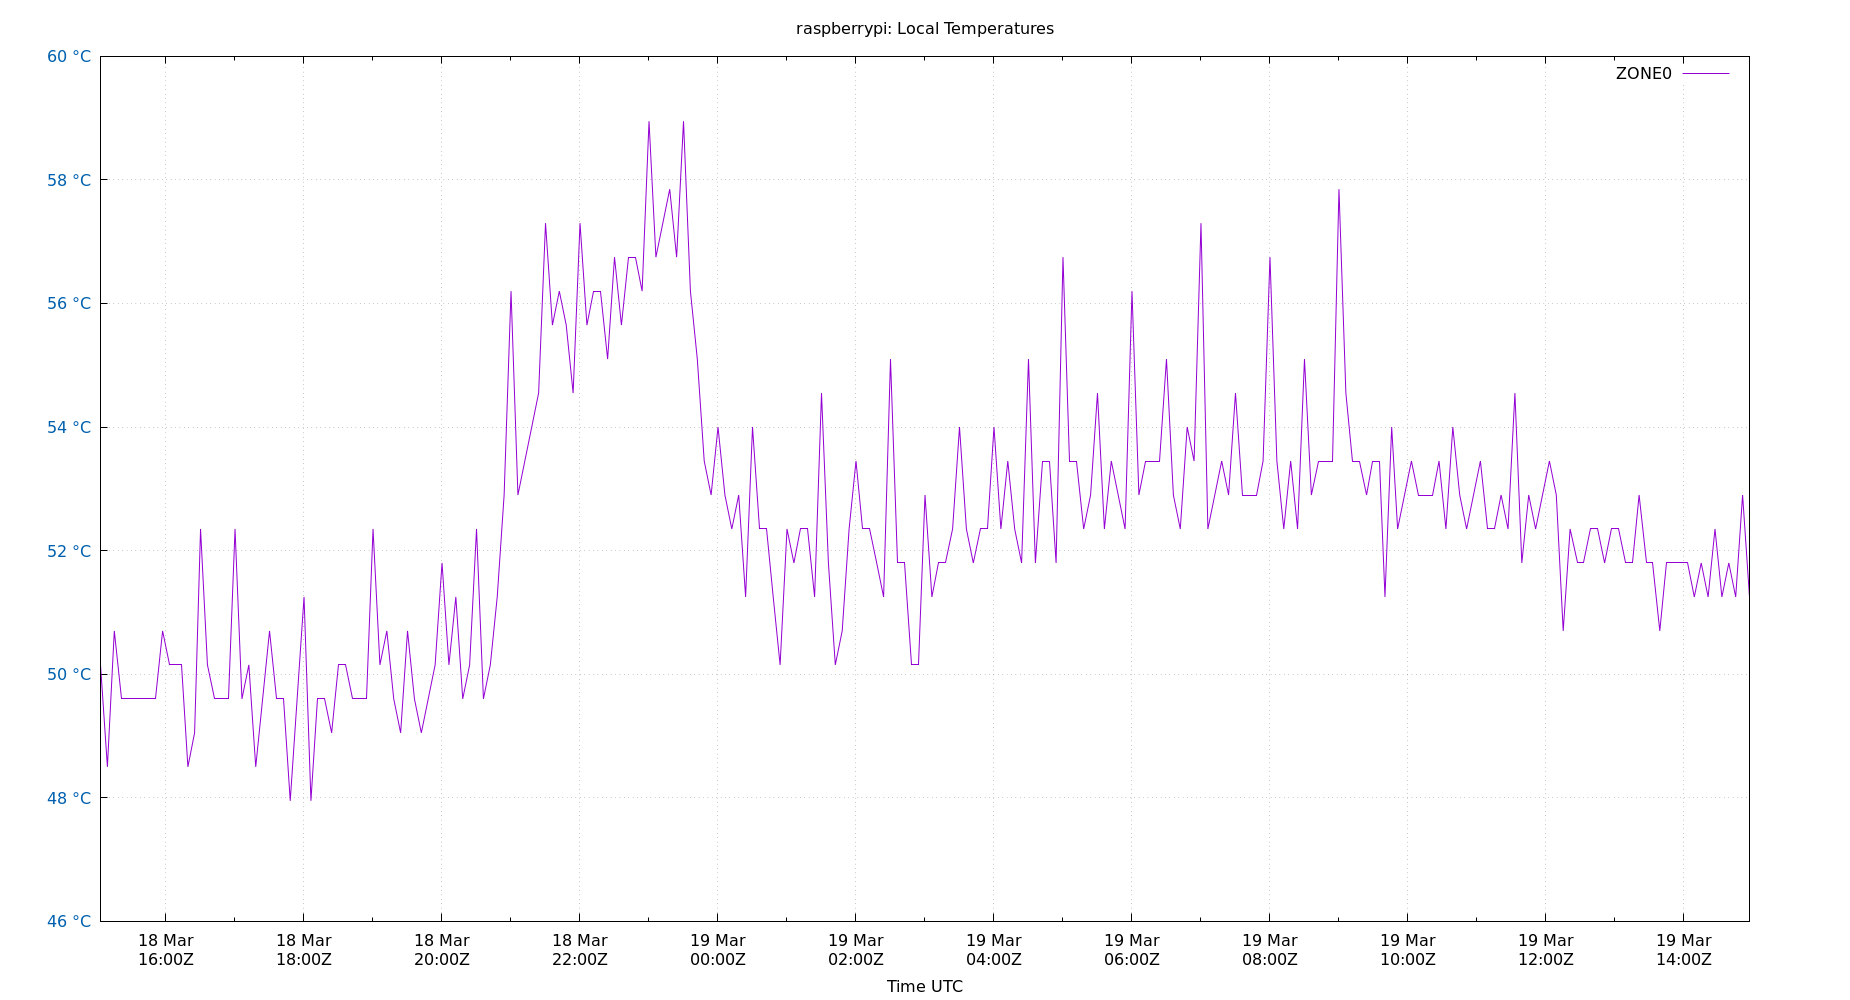 raspberrypi: Local Temperatures
ZONE0
60 °C
58 °C
56 °C
54 °C
52 °C
50 °C
48 °C
46 °C
18 Mar 18 Mar 18 Mar 18 Mar 19 Mar 19 Mar 19 Mar 19 Mar 19 Mar 19 Mar 19 Mar 19 Mar
16:00Z 18:00Z 20:00Z 22:00Z 00:00Z 02:00Z 04:00Z 06:00Z 08:00Z 10:00Z 12:00Z 14:00Z
Time UTC